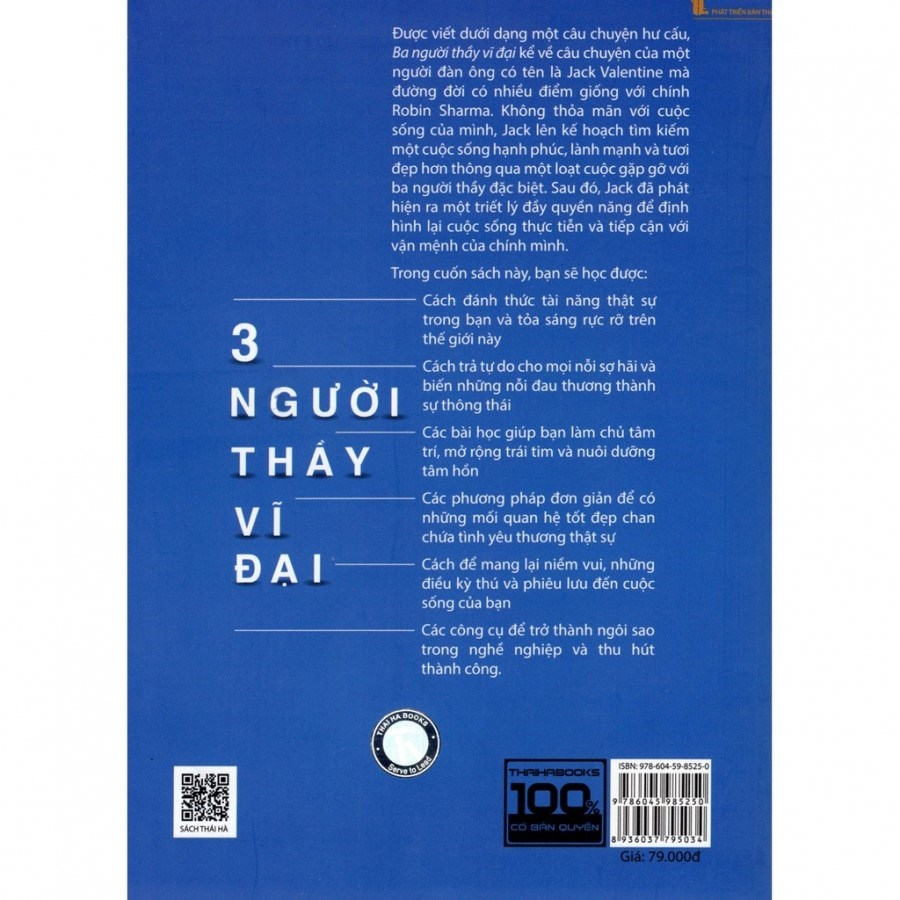 PHÁT TRIỂN BẢN TH
Được viết dưới dạng một câu chuyện hư cấu,
Ba người thầy vĩ đại kể về câu chuyện của một
người đàn ông có tên là Jack Valentine mà
đường đời có nhiều điểm giống với chính
Robin Sharma. Không thỏa mãn với cuộc
sống của mình, Jack lên kế hoạch tìm kiếm
một cuộc sống hạnh phúc, lành mạnh và tươi
đẹp hơn thông qua một loạt cuộc gặp gỡ với
ba người thầy đặc biệt. Sau đó, Jack đã phát
hiện ra một triết lý đầy quyền năng để định
hình lại cuộc sống thực tiễn và tiếp cận với
vận mệnh của chính mình.
Trong cuốn sách này, bạn sẽ học được:
Cách đánh thức tài năng thật sự
trong bạn và tỏa sáng rực rỡ trên
thế giới này
Cách trả tự do cho mọi nỗi sợ hãi và
biến những nỗi đau thương thành
sự thông thái
Các bài học giúp bạn làm chủ tâm
trí, mở rộng trái tim và nuôi dưỡng
tâm hồn
Các phương pháp đơn giản để có
những mối quan hệ tốt đẹp chan
chứa tình yêu thương thật sự
Cách để mang lại niềm vui, những
điều kỳ thú và phiêu lưu đến cuộc
sống của bạn
Các công cụ để trở thành ngôi sao
trong nghề nghiệp và thu hút
thành công.
3
NGƯỜI
THẦY
VĨ
ĐẠI
THAI HA BOOKS
Serve to Lead
SÁCH THÁI HÀ
THAIHABOOKS
100%
CÓ BẢN QUYỀN
ISBN: 978-604-59-8525-0
9 786045 985250
8 936037 795034
Giá: 79.000đ